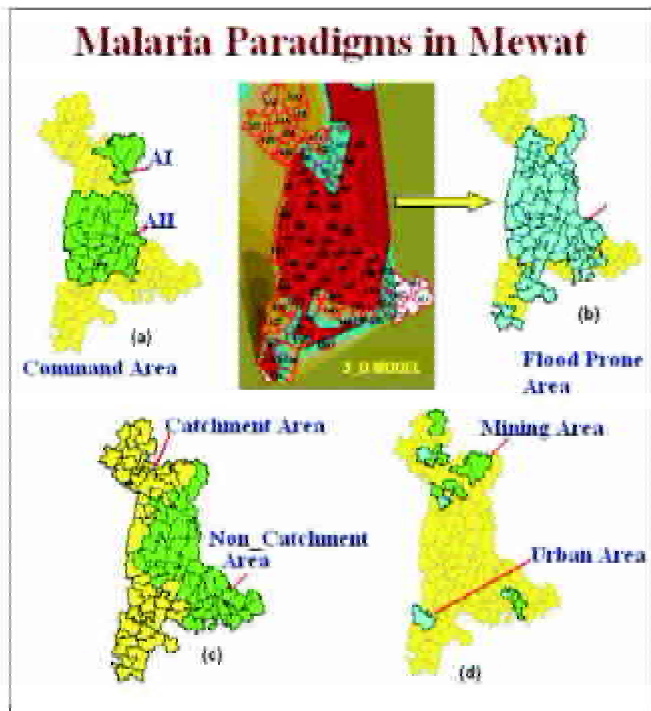 Malaria Paradigms in Mewat
AI
AII
(a)
Command Area
3_D MODEL
(b)
Flood Prone
Area
Catchment Area
Non_Catchment
Area
(c)
Mining Area
Urban Area
(d)